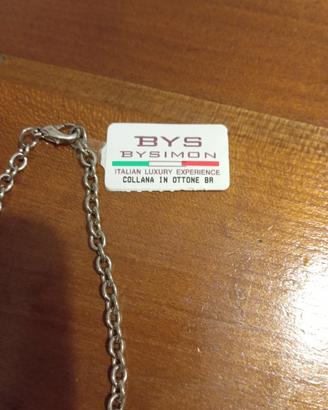 BYS
BYSIMON
ITALIAN LUXURY EXPERIENCE
COLLANA IN OTTONE BR